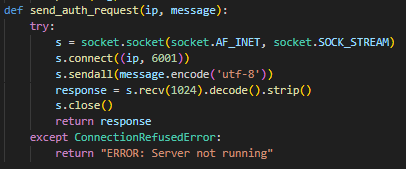 def send_auth_request(ip, message):
    try:
        s = socket.socket(socket.AF_INET, socket.SOCK_STREAM)
        s.connect((ip, 6001))
        s.sendall(message.encode('utf-8'))
        response = s.recv(1024).decode().strip()
        s.close()
        return response
    except ConnectionRefusedError:
        return "ERROR: Server not running"